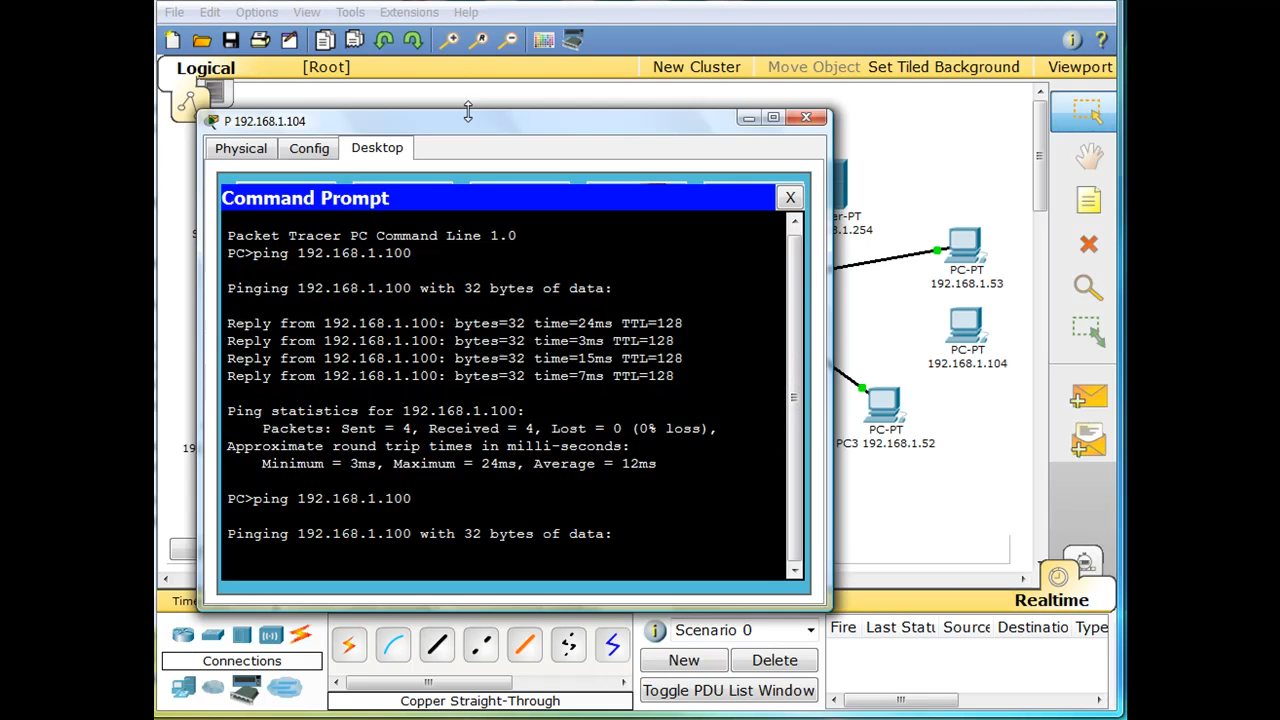 File Edit Options View Tools Extensions Help
Logical [Root] New Cluster Move Object Set Tiled Background Viewport
P 192.168.1.104
Physical Config Desktop
Command Prompt X
Packet Tracer PC Command Line 1.0
PC>ping 192.168.1.100
Pinging 192.168.1.100 with 32 bytes of data:
Reply from 192.168.1.100: bytes=32 time=24ms TTL=128
Reply from 192.168.1.100: bytes=32 time=3ms TTL=128
Reply from 192.168.1.100: bytes=32 time=15ms TTL=128
Reply from 192.168.1.100: bytes=32 time=7ms TTL=128
Ping statistics for 192.168.1.100:
Packets: Sent = 4, Received = 4, Lost = 0 (0% loss),
Approximate round trip times in milli-seconds:
Minimum = 3ms, Maximum = 24ms, Average = 12ms
PC>ping 192.168.1.100
Pinging 192.168.1.100 with 32 bytes of data:
er-PT
.1.254
PC-PT
192.168.1.53
PC-PT
192.168.1.104
PC-PT
PC3 192.168.1.52
Time
Realtime
Connections
Copper Straight-Through
Scenario 0
New Delete
Toggle PDU List Window
Fire Last Statu Source Destinatio Type